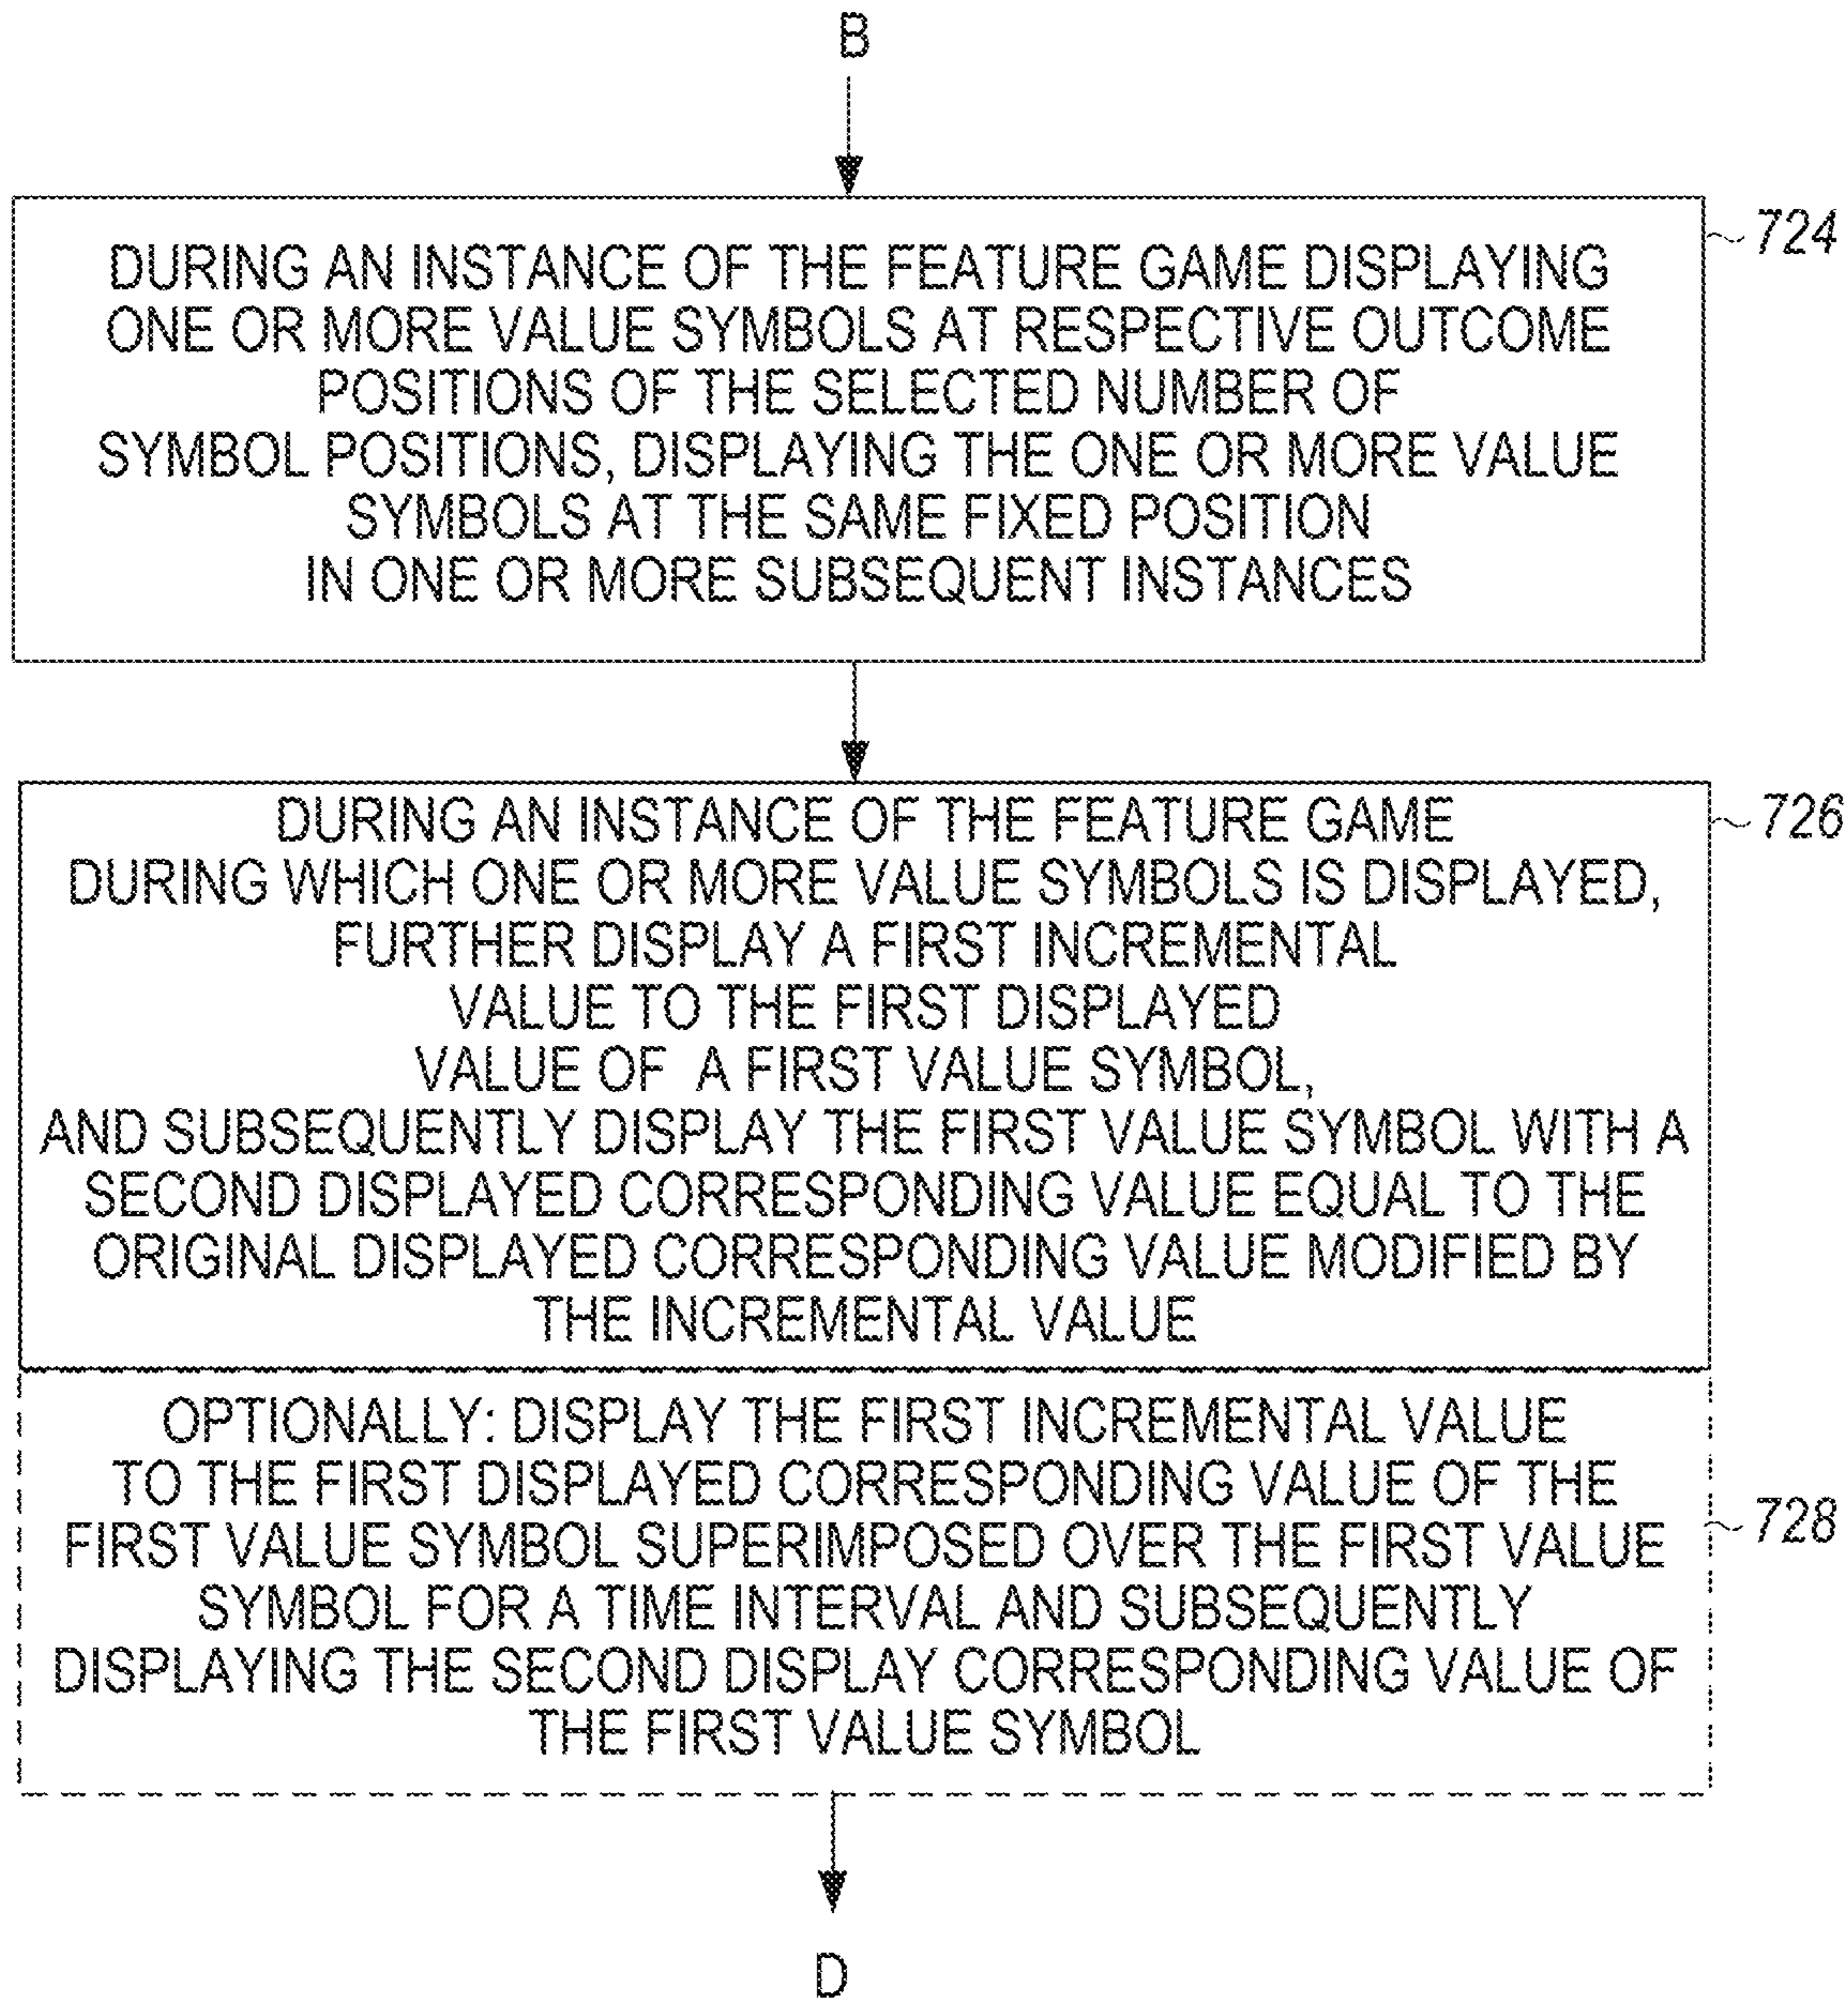 B
724
DURING AN INSTANCE OF THE FEATURE GAME DISPLAYING
ONE OR MORE VALUE SYMBOLS AT RESPECTIVE OUTCOME
POSITIONS OF THE SELECTED NUMBER OF
SYMBOL POSITIONS, DISPLAYING THE ONE OR MORE VALUE
SYMBOLS AT THE SAME FIXED POSITION
IN ONE OR MORE SUBSEQUENT INSTANCES
726
DURING AN INSTANCE OF THE FEATURE GAME
DURING WHICH ONE OR MORE VALUE SYMBOLS IS DISPLAYED,
FURTHER DISPLAY A FIRST INCREMENTAL
VALUE TO THE FIRST DISPLAYED
VALUE OF A FIRST VALUE SYMBOL,
AND SUBSEQUENTLY DISPLAY THE FIRST VALUE SYMBOL WITH A
SECOND DISPLAYED CORRESPONDING VALUE EQUAL TO THE
ORIGINAL DISPLAYED CORRESPONDING VALUE MODIFIED BY
THE INCREMENTAL VALUE
OPTIONALLY: DISPLAY THE FIRST INCREMENTAL VALUE
TO THE FIRST DISPLAYED CORRESPONDING VALUE OF THE
FIRST VALUE SYMBOL SUPERIMPOSED OVER THE FIRST VALUE
728
SYMBOL FOR A TIME INTERVAL AND SUBSEQUENTLY
DISPLAYING THE SECOND DISPLAY CORRESPONDING VALUE OF
THE FIRST VALUE SYMBOL
D